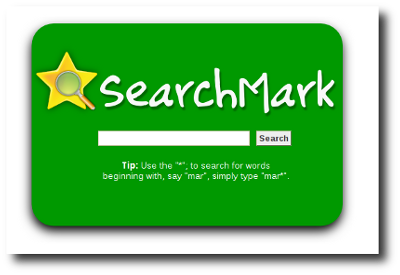 SearchMark
Search
Tip: Use the "*", to search for words
beginning with, say "mar", simply type "mar*".